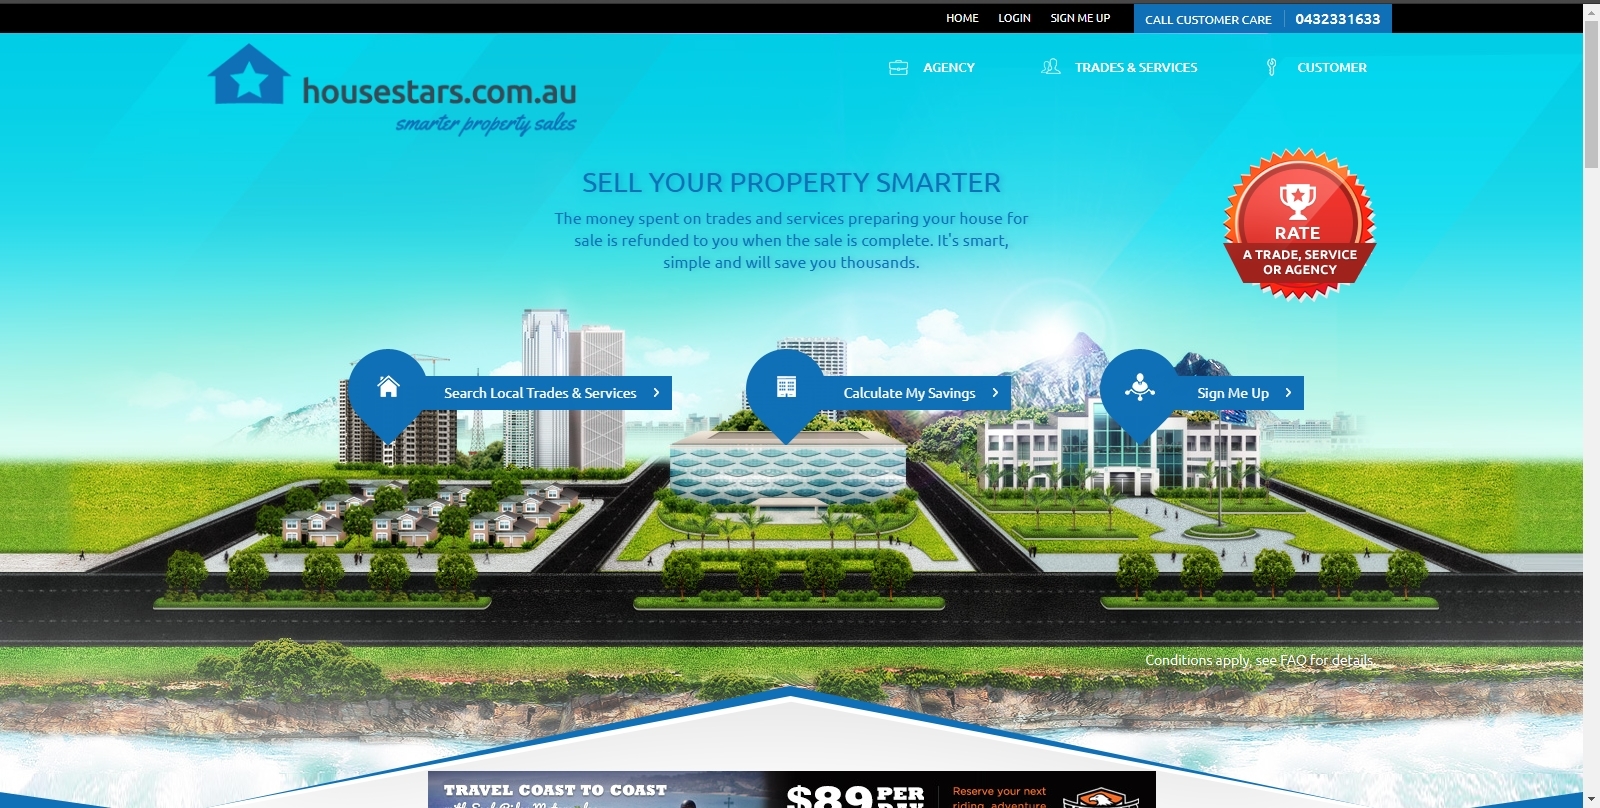 HOME LOGIN SIGN ME UP CALL CUSTOMER CARE 0432331633
AGENCY TRADES & SERVICES CUSTOMER
housestars.com.au
smarter property sales
SELL YOUR PROPERTY SMARTER
The money spent on trades and services preparing your house for
sale is refunded to you when the sale is complete. It's smart,
simple and will save you thousands.
RATE
A TRADE, SERVICE
OR AGENCY
Search Local Trades & Services
Calculate My Savings
Sign Me Up
Conditions apply, see FAQ for details.
TRAVEL COAST TO COAST
$89 PER
Reserve your next
riding adventure